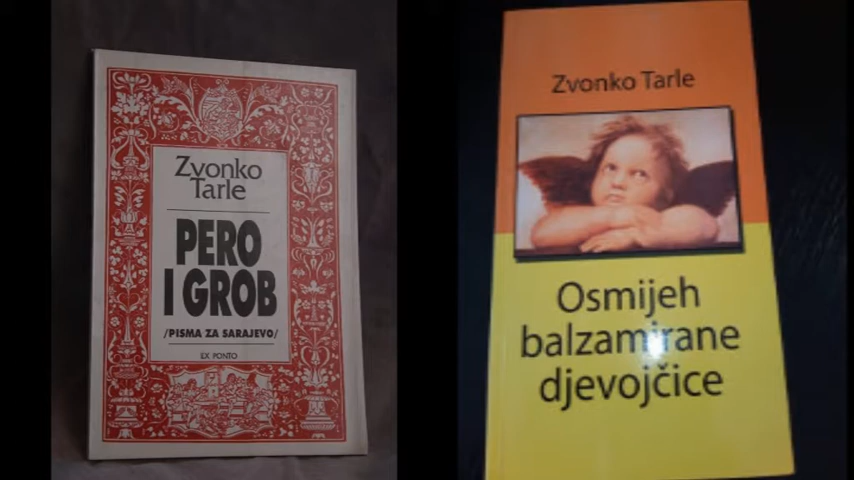 Zvonko
Tarle
PERO
I GROB
/PISMA ZA SARAJEVO/
EX PONTO
Zvonko Tarle
Osmijeh
balzamirane
djevojčice